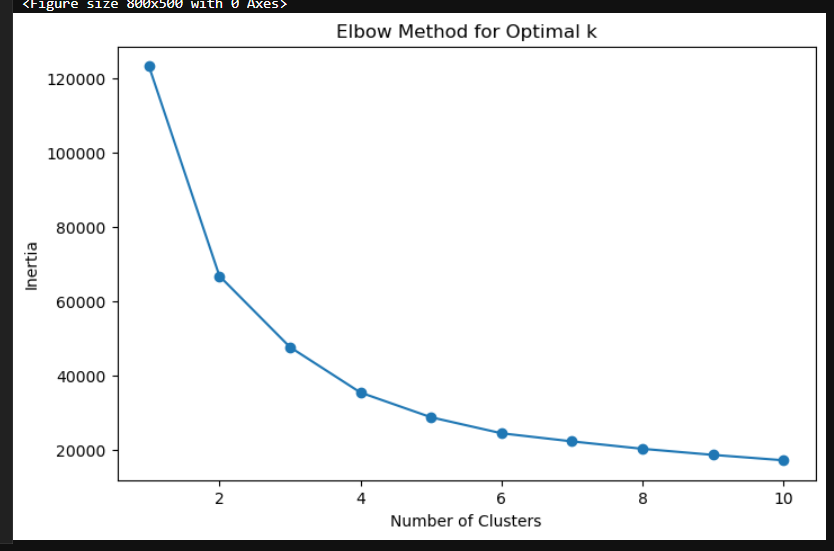 <Figure size 800x500 with 0 Axes>
Elbow Method for Optimal k
120000
100000
80000
60000
40000
20000
Inertia
2 4 6 8 10
Number of Clusters